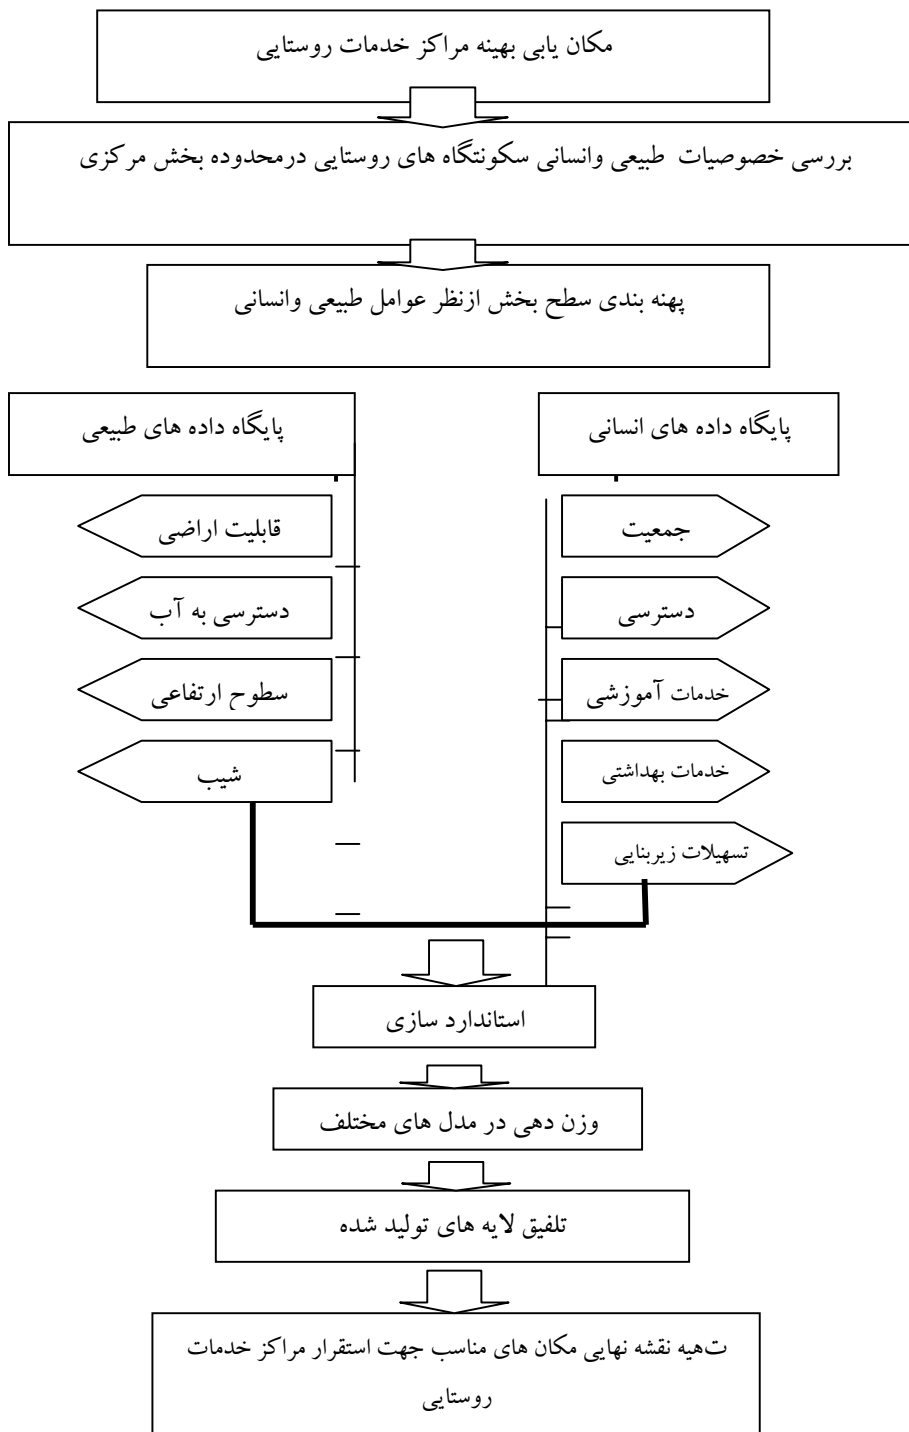 مکان یابی بهینه مراکز خدمات روستایی
بررسی خصوصیات طبیعی وانسانی سکونتگاه های روستایی درمحدوده بخش مرکزی
پهنه بندی سطح بخش ازنظر عوامل طبیعی وانسانی
پایگاه داده های انسانی
جمعیت
دسترسی
خدمات آموزشی
خدمات بهداشتی
تسهیلات زیربنایی
پایگاه داده های طبیعی
قابلیت اراضی
دسترسی به آب
سطوح ارتفاعی
شیب
استاندارد سازی
وزن دهی در مدل های مختلف
تلفیق لایه های تولید شده
تهیه نقشه نهایی مکان های مناسب جهت استقرار مراکز خدمات
روستایی